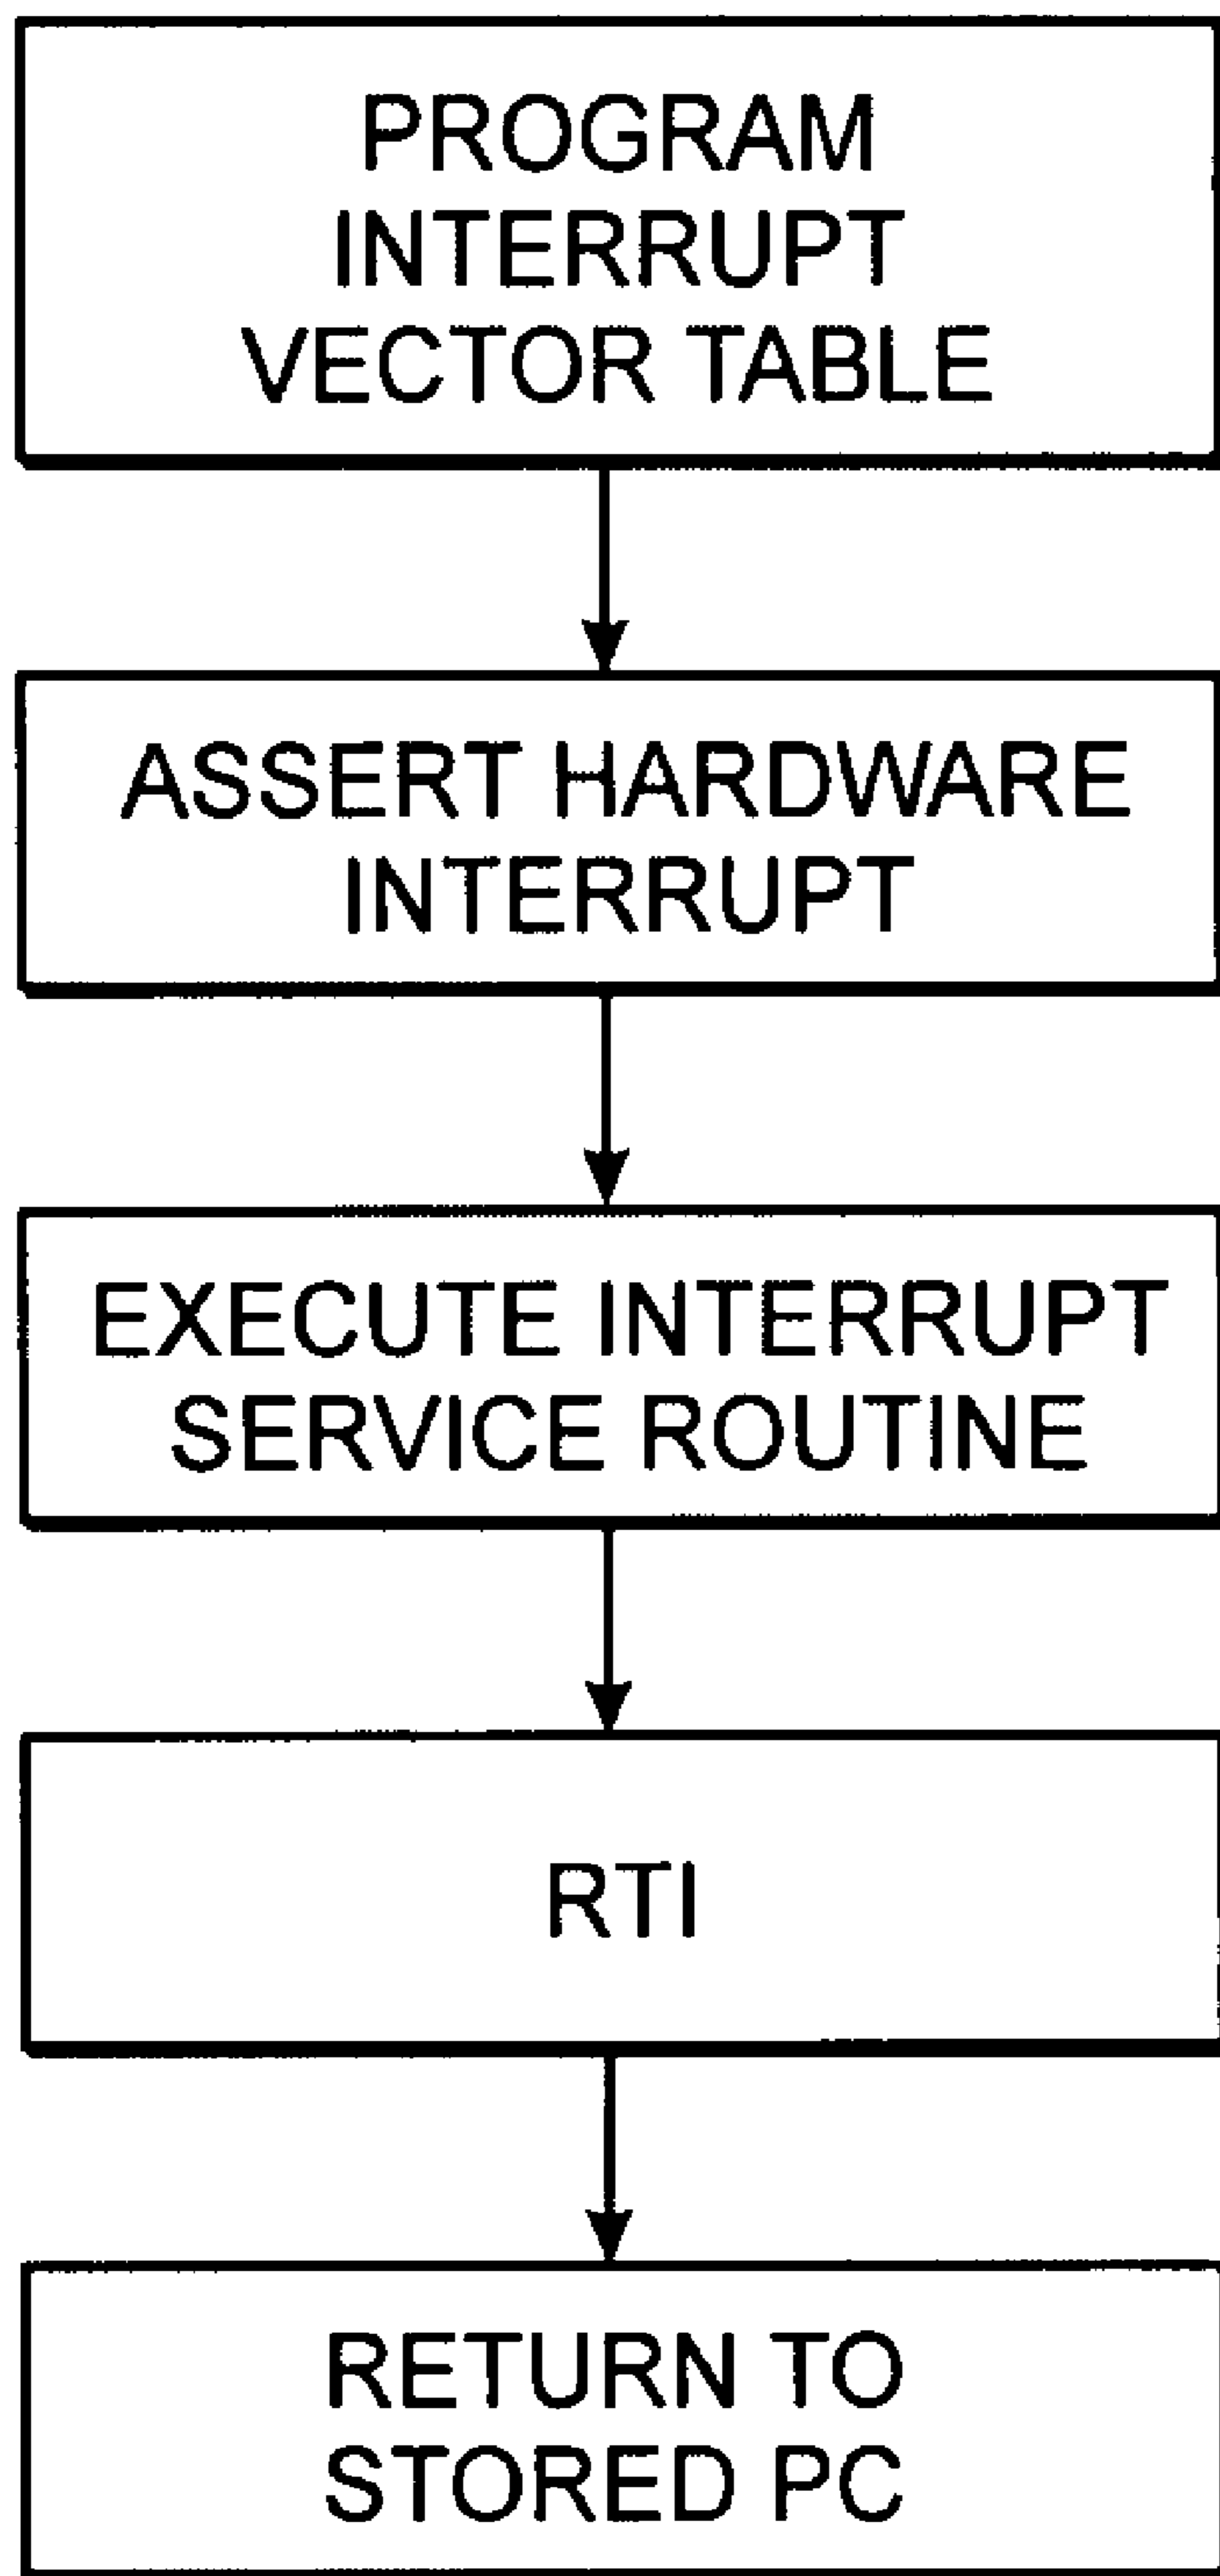 PROGRAM
INTERRUPT
VECTOR TABLE
ASSERT HARDWARE
INTERRUPT
EXECUTE INTERRUPT
SERVICE ROUTINE
RTI
RETURN TO
STORED PC